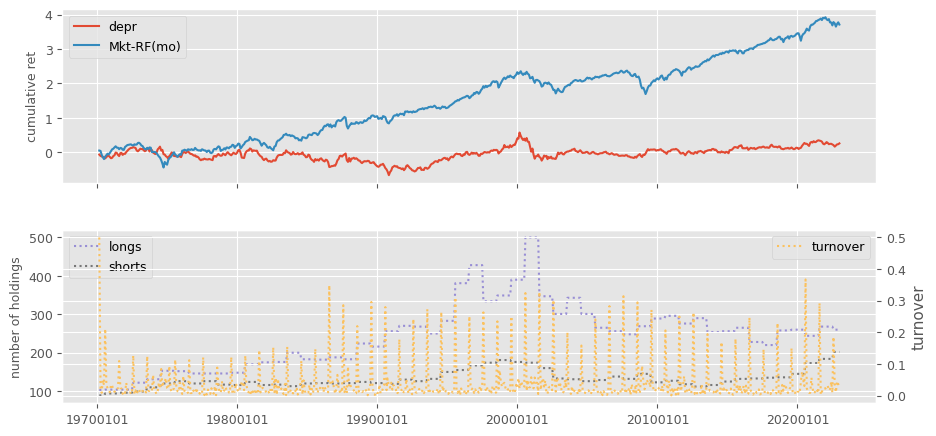 4
3
2
1
0
cumulative ret
depr
Mkt-RF(mo)
500
400
300
200
100
number of holdings
longs
shorts
turnover
0.5
0.4
0.3
0.2
0.1
0.0
turnover
19700101 19800101 19900101 20000101 20100101 20200101